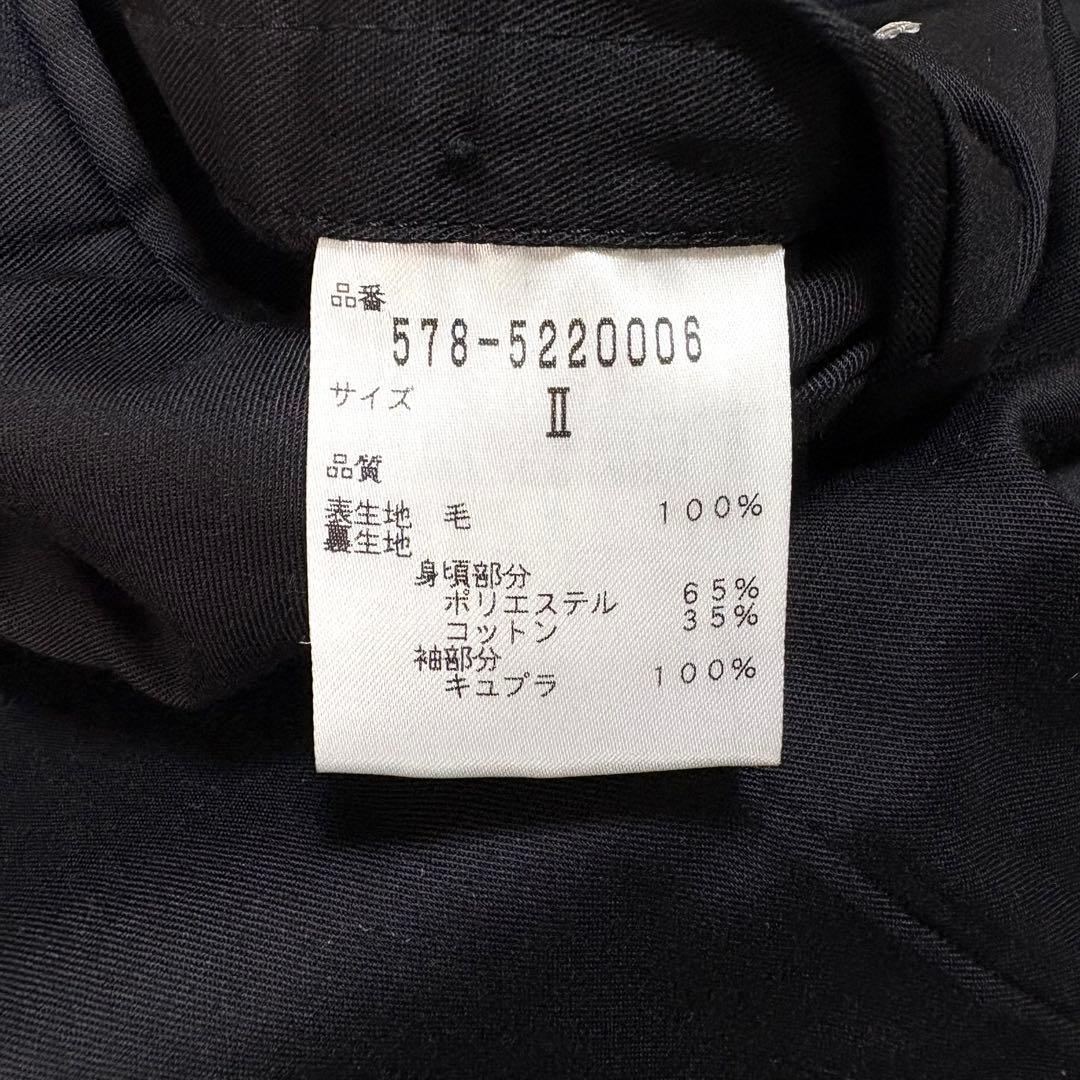 品番
578-5220006
サイズ
Ⅱ
品質
表生地 毛 100%
裏生地
身頃部分
ポリエステル 65%
コットン 35%
袖部分
キュプラ 100%